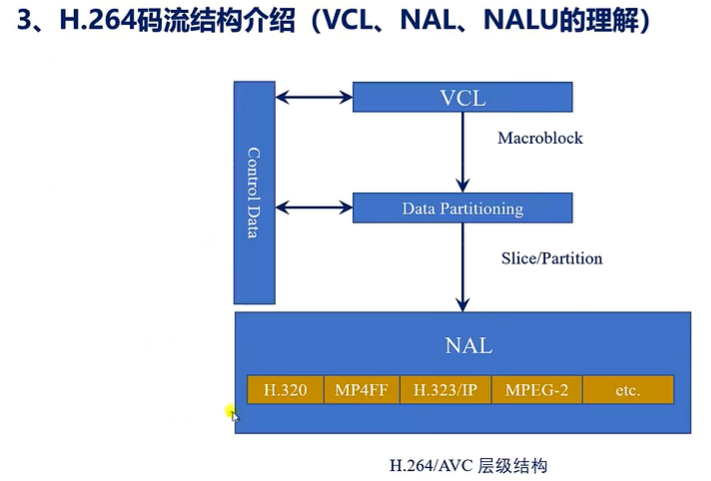 3、H.264码流结构介绍（VCL、NAL、NALU的理解）
VCL
Macroblock
Control Data
Data Partitioning
Slice/Partition
NAL
H.320 MP4FF H.323/IP MPEG-2 etc.
H.264/AVC 层级结构